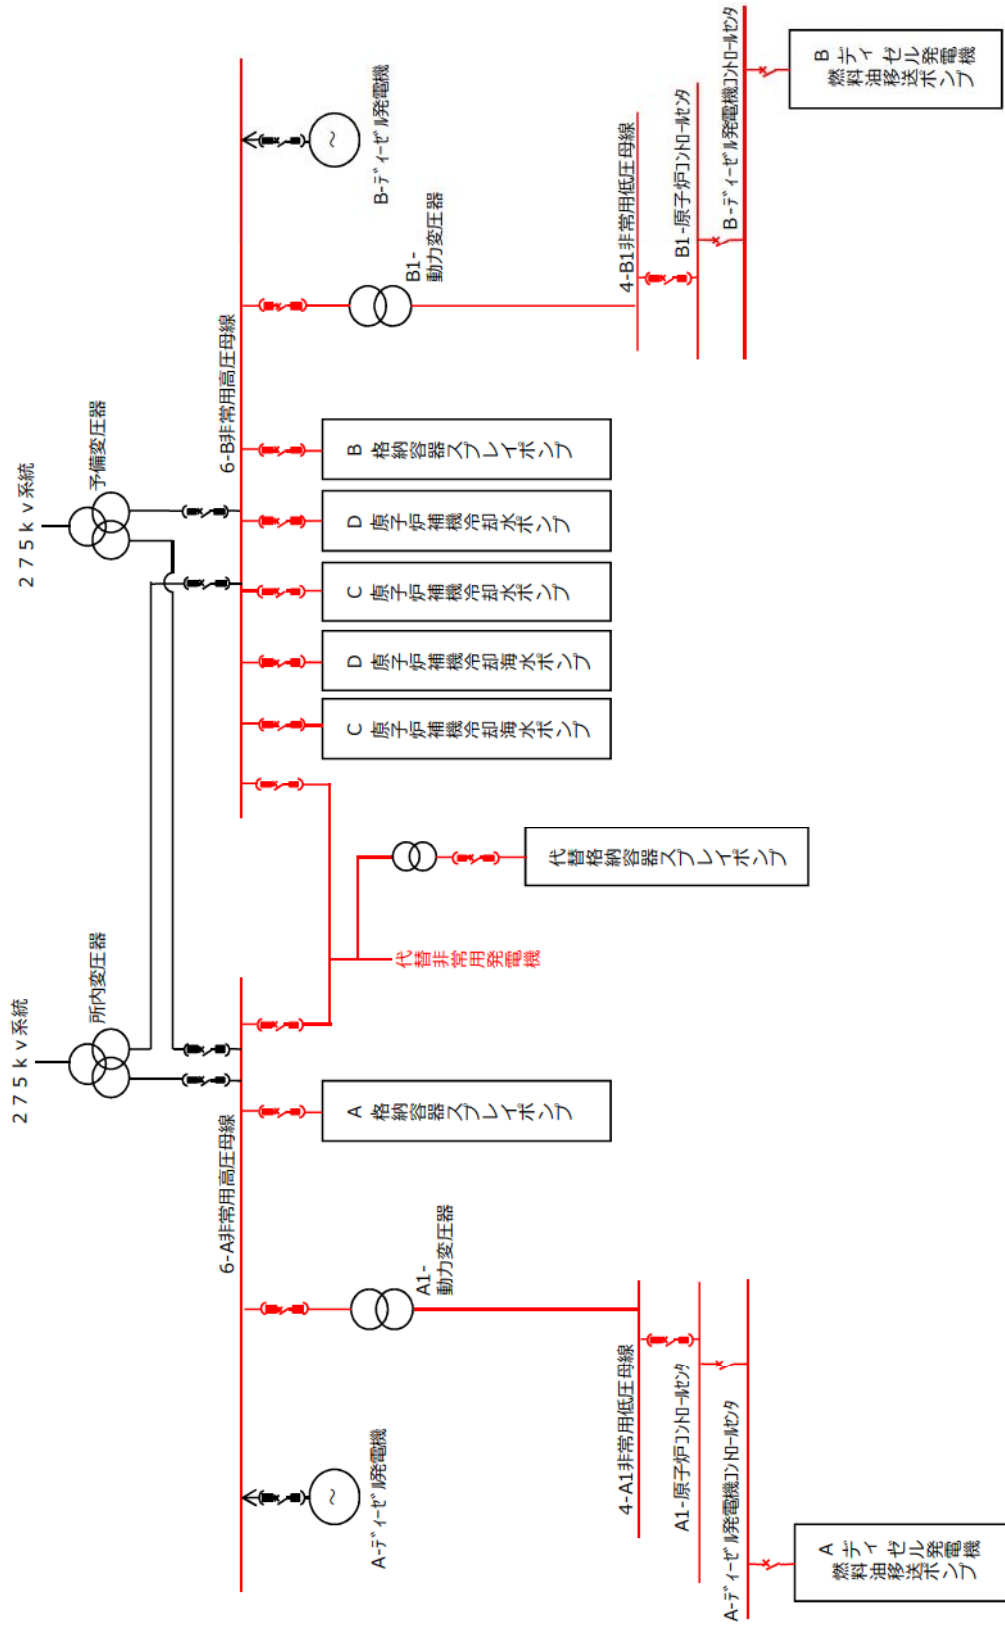 ２７５ｋｖ系統
２７５ｋｖ系統
所内変圧器
予備変圧器
6-A非常用高圧母線
6-B非常用高圧母線
A-ﾃﾞｨｰｾﾞﾙ発電機
A1-
動力変圧器
A格納容器スプレイポンプ
代替非常用発電機
代替格納容器スプレイポンプ
C原子炉補機冷却海水ポンプ
D原子炉補機冷却海水ポンプ
C原子炉補機冷却水ポンプ
D原子炉補機冷却水ポンプ
B格納容器スプレイポンプ
B1-
動力変圧器
B-ﾃﾞｨｰｾﾞﾙ発電機
4-A1非常用低圧母線
A1-原子炉ｺﾝﾄﾛｰﾙｾﾝﾀ
A-ﾃﾞｨｰｾﾞﾙ発電機ｺﾝﾄﾛｰﾙｾﾝﾀ
Aディゼル発電機
燃料油移送ポンプ
4-B1非常用低圧母線
B1-原子炉ｺﾝﾄﾛｰﾙｾﾝﾀ
B-ﾃﾞｨｰｾﾞﾙ発電機ｺﾝﾄﾛｰﾙｾﾝﾀ
Bディゼル発電機
燃料油移送ポンプ